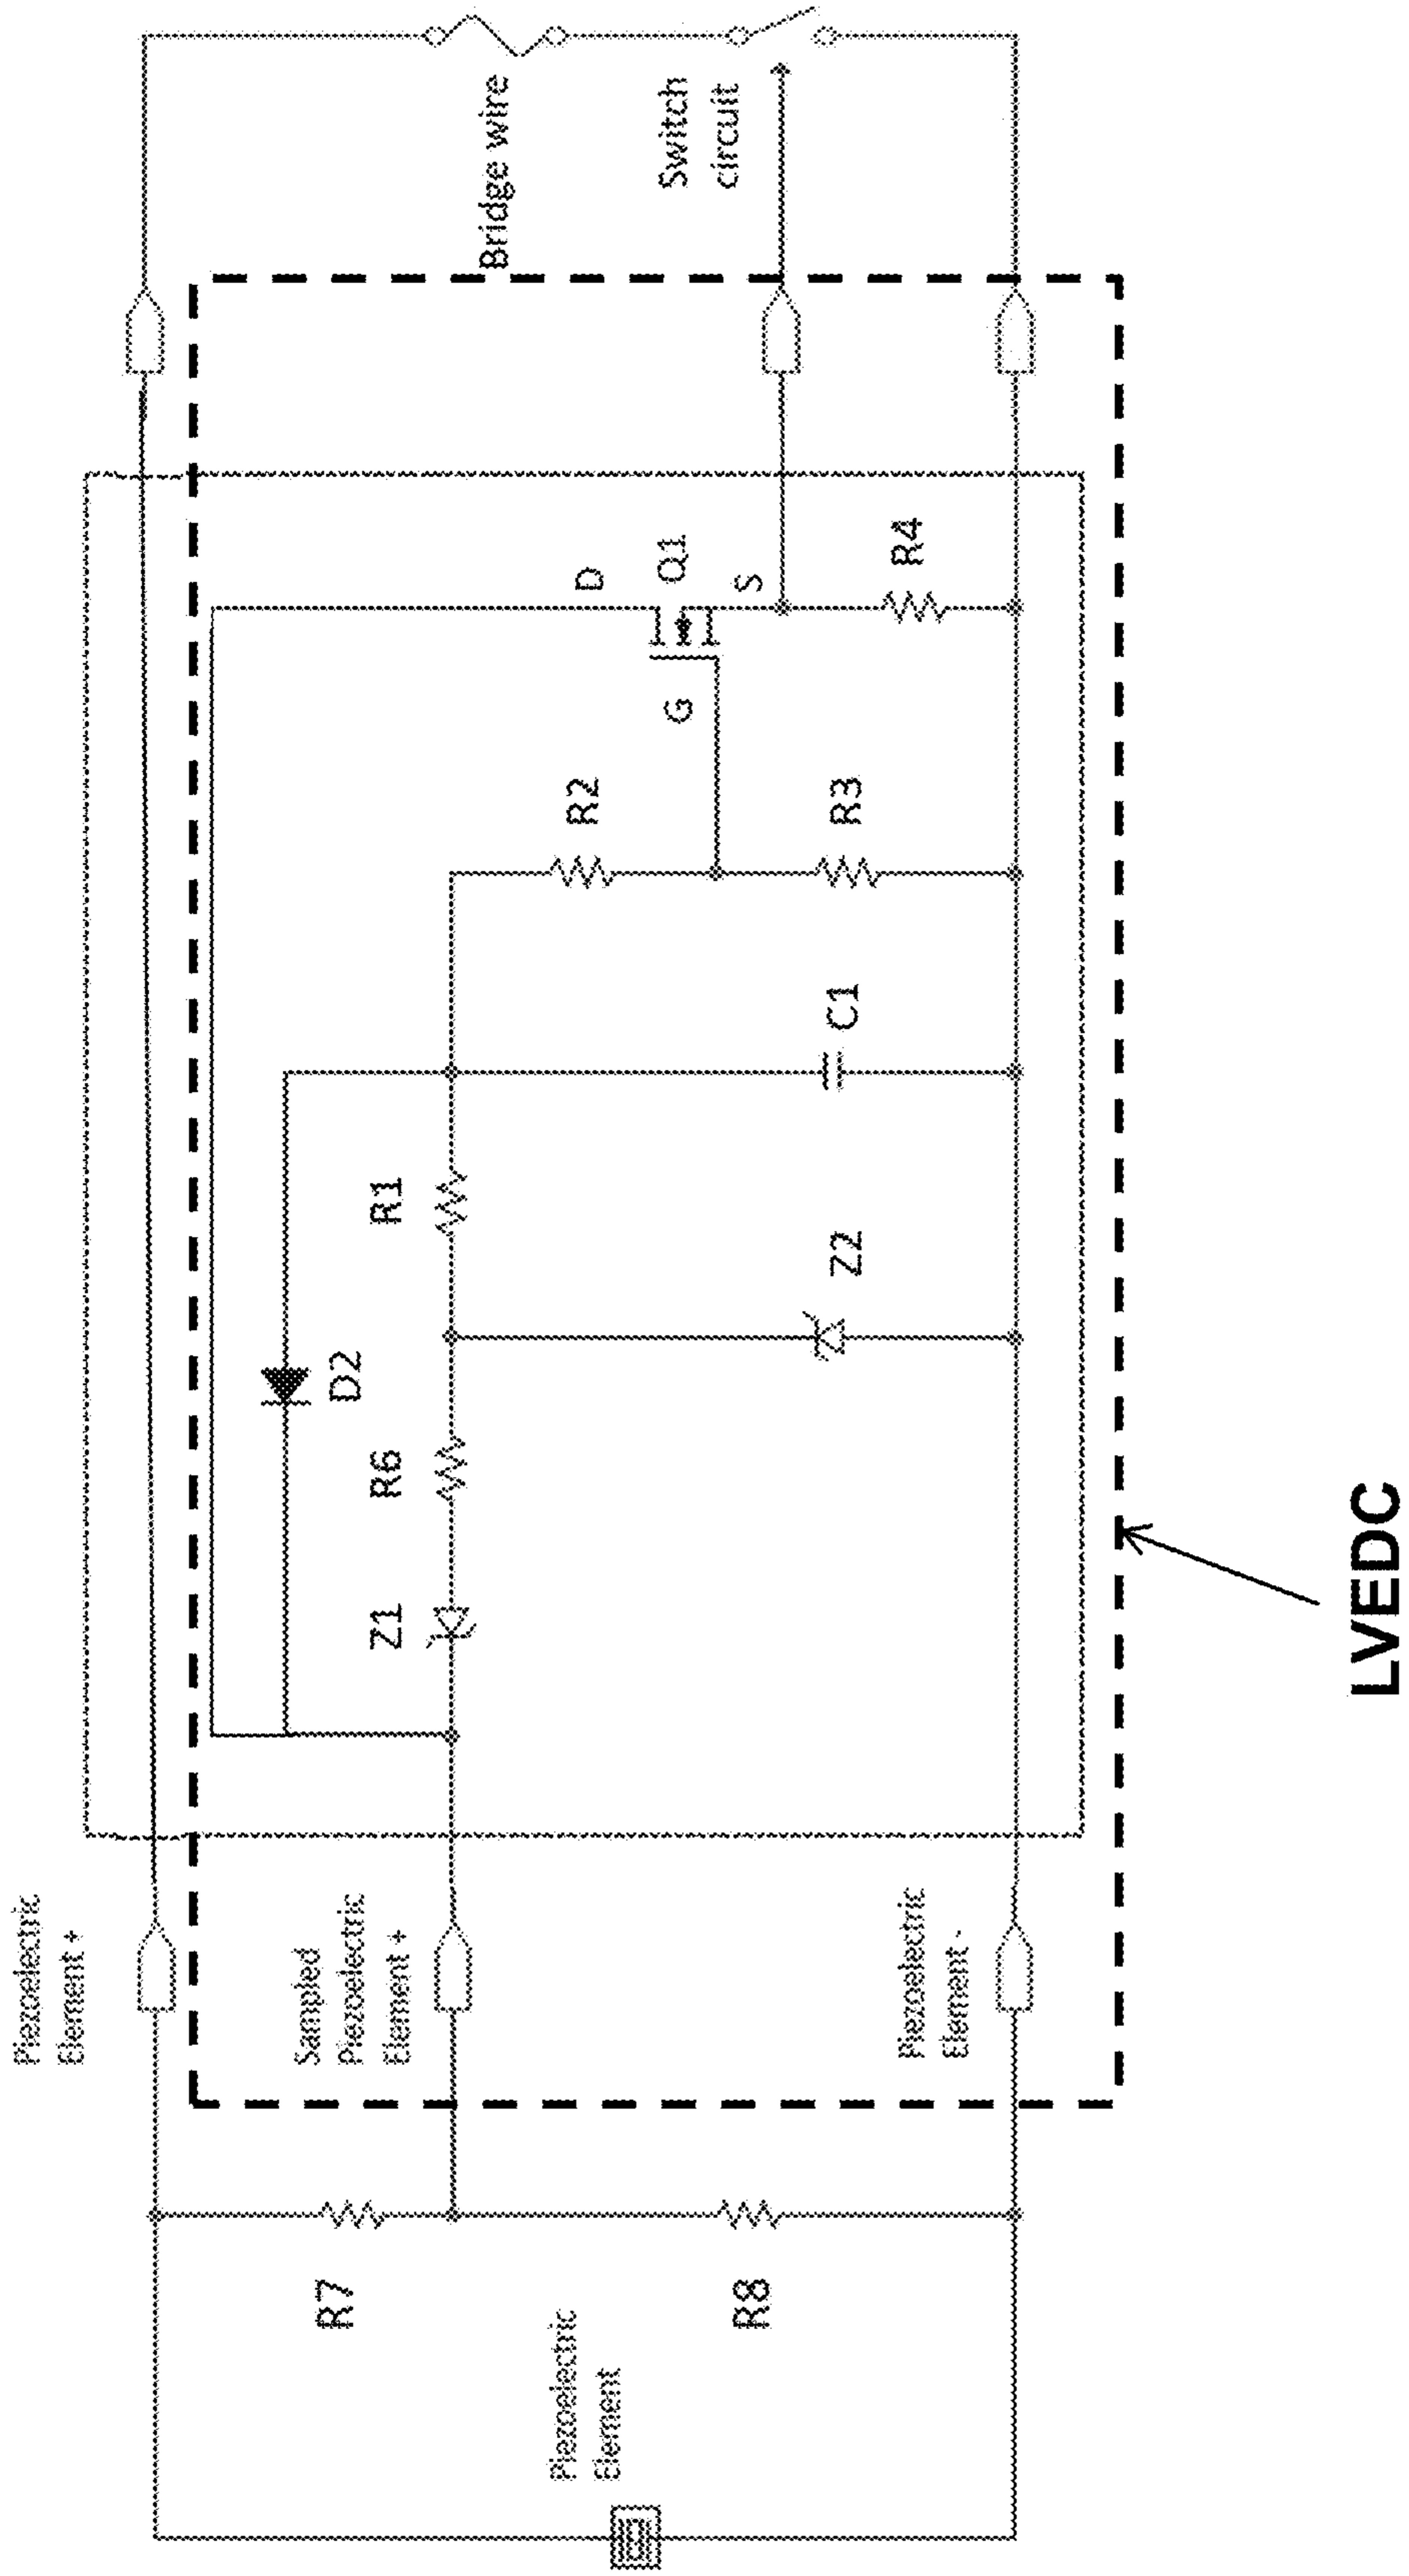 Piezoelectric
Element +
Sampled
Piezoelectric
Element +
Piezoelectric
Element -
Piezoelectric
Element
R7
R8
Z1
R6
D2
R1
Z2
C1
R2
R3
G
D
Q1
S
R4
Bridge wire
Switch
circuit
LVEDC